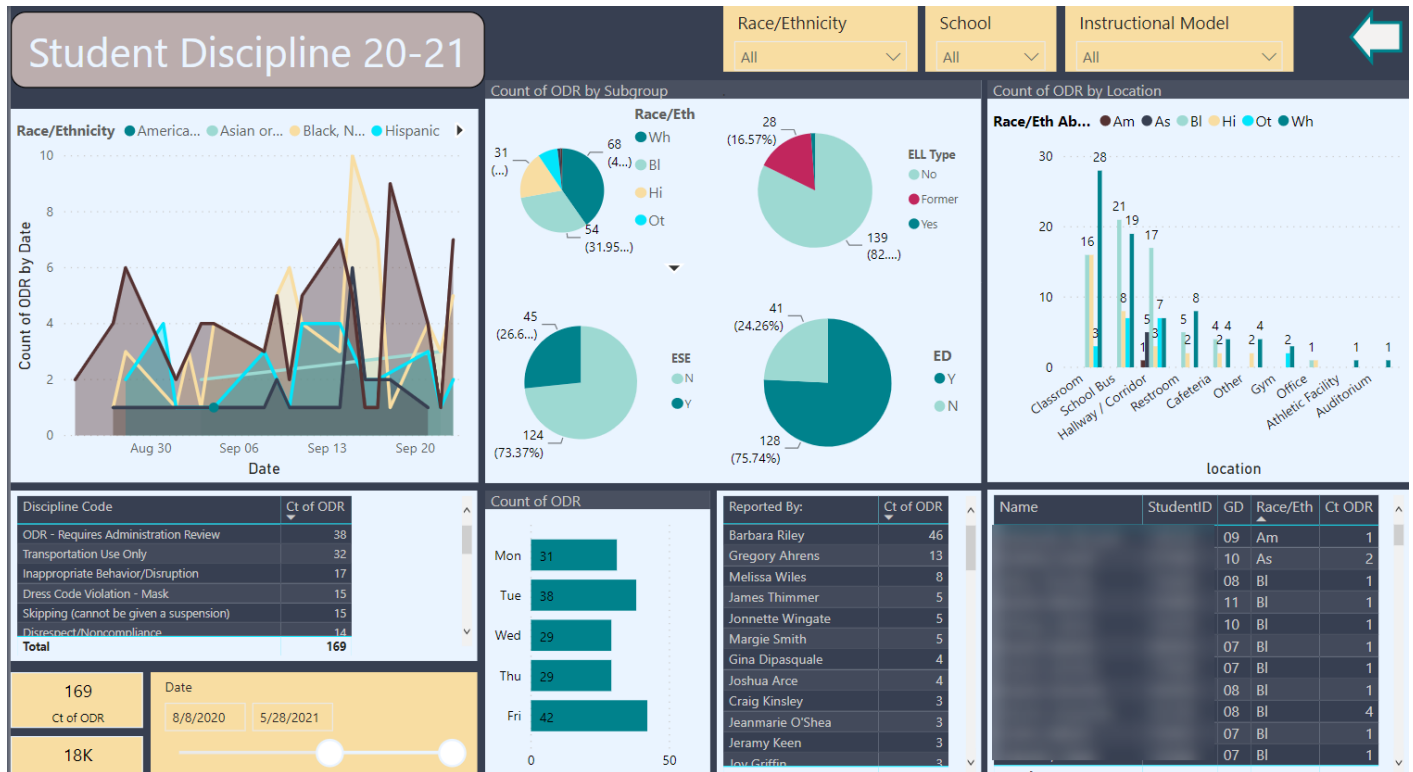 Student Discipline 20-21
Race/Ethnicity
All
School
All
Instructional Model
All
Race/Ethnicity America... Asian or... Black, N... Hispanic
Count of ODR by Date
10
8
6
4
2
0
Aug 30 Sep 06 Sep 13 Sep 20
Date
Count of ODR by Subgroup
Race/Eth
Wh
Bl
Hi
Ot
31
(...)
68
(4...)
54
(31.95...)
28
(16.57%)
139
(82....)
ELL Type
No
Former
Yes
45
(26.6...)
124
(73.37%)
ESE
N
Y
41
(24.26%)
128
(75.74%)
ED
Y
N
Count of ODR by Location
Race/Eth Ab... Am As Bl Hi Ot Wh
30
20
10
0
16
3
28
21
8
19
1
5
17
3
7
5
2
8
4
2
4
2
4
2
3
1
1
1
Classroom
School Bus
Hallway / Corridor
Restroom
Cafeteria
Other
Gym
Office
Athletic Facility
Auditorium
location
Discipline Code Ct of ODR
ODR - Requires Administration Review 38
Transportation Use Only 32
Inappropriate Behavior/Disruption 17
Dress Code Violation - Mask 15
Skipping (cannot be given a suspension) 15
Disrespect/Noncompliance 14
Total 169
169
Ct of ODR
18K
Date
8/8/2020 5/28/2021
Count of ODR
Mon 31
Tue 38
Wed 29
Thu 29
Fri 42
0 50
Reported By: Ct of ODR
Barbara Riley 46
Gregory Ahrens 13
Melissa Wiles 8
James Thimmer 5
Jonnette Wingate 5
Margie Smith 5
Gina Dipasquale 4
Joshua Arce 4
Craig Kinsley 3
Jeanmarie O'Shea 3
Jeramy Keen 3
Joy Griffin 3
Name StudentID GD Race/Eth Ct ODR
09 Am 1
10 As 2
08 Bl 1
11 Bl 1
10 Bl 1
07 Bl 1
07 Bl 1
08 Bl 1
08 Bl 4
07 Bl 1
07 Bl 1